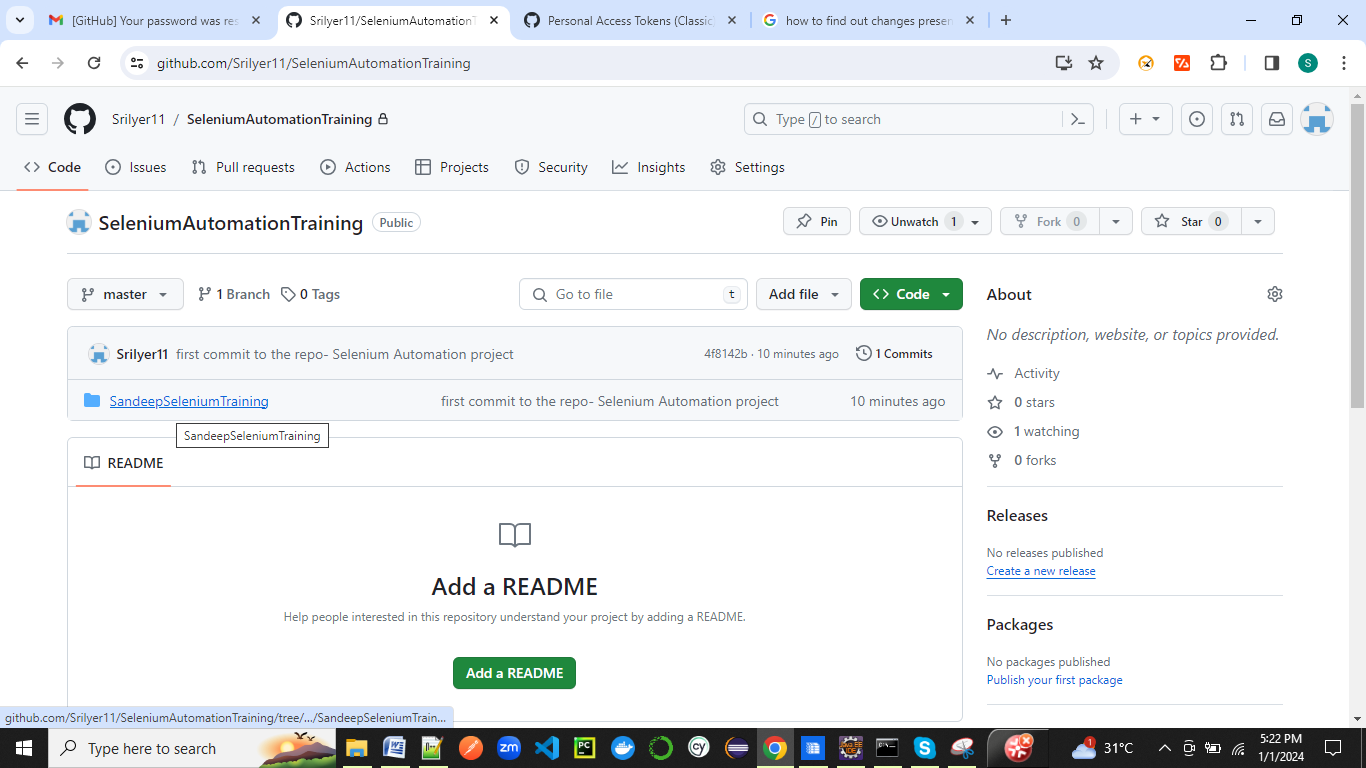 [GitHub] Your password was res
Srilyer11/SeleniumAutomationT
Personal Access Tokens (Classic
how to find out changes presen
github.com/Srilyer11/SeleniumAutomationTraining
S
Srilyer11 / SeleniumAutomationTraining
Type / to search
Code
Issues
Pull requests
Actions
Projects
Security
Insights
Settings
SeleniumAutomationTraining
Public
Pin
Unwatch 1
Fork 0
Star 0
master
1 Branch
0 Tags
Go to file
t
Add file
Code
About
No description, website, or topics provided.
Srilyer11 first commit to the repo- Selenium Automation project
4f8142b · 10 minutes ago
1 Commits
SandeepSeleniumTraining
first commit to the repo- Selenium Automation project
10 minutes ago
SandeepSeleniumTraining
Activity
0 stars
1 watching
0 forks
README
Add a README
Help people interested in this repository understand your project by adding a README.
Add a README
Releases
No releases published
Create a new release
Packages
No packages published
Publish your first package
github.com/Srilyer11/SeleniumAutomationTraining/tree/.../SandeepSeleniumTrain...
Type here to search
zm
PC
cy
31°C
5:22 PM
1/1/2024